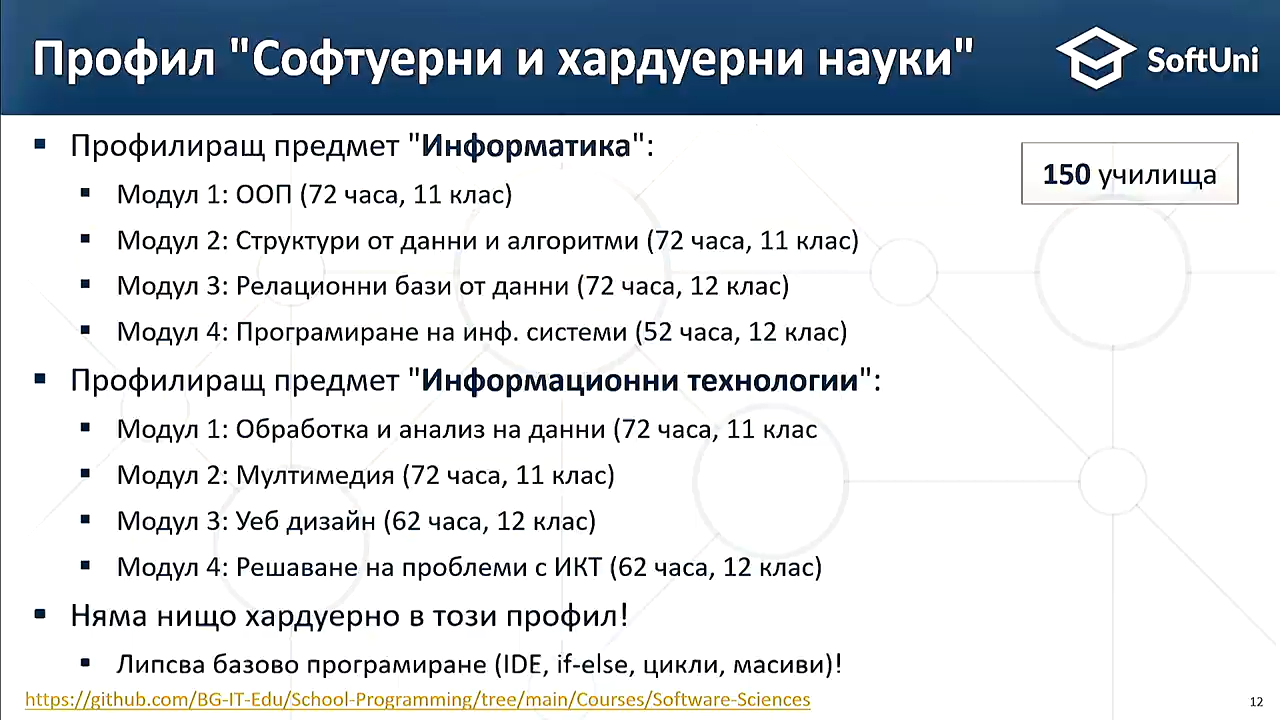 Профил "Софтуерни и хардуерни науки"
SoftUni
Профилиращ предмет "Информатика":
150 училища
Модул 1: ООП (72 часа, 11 клас)
Модул 2: Структури от данни и алгоритми (72 часа, 11 клас)
Модул 3: Релационни бази от данни (72 часа, 12 клас)
Модул 4: Програмиране на инф. системи (52 часа, 12 клас)
Профилиращ предмет "Информационни технологии":
Модул 1: Обработка и анализ на данни (72 часа, 11 клас
Модул 2: Мултимедия (72 часа, 11 клас)
Модул 3: Уеб дизайн (62 часа, 12 клас)
Модул 4: Решаване на проблеми с ИКТ (62 часа, 12 клас)
Няма нищо хардуерно в този профил!
Липсва базово програмиране (IDE, if-else, цикли, масиви)!
https://github.com/BG-IT-Edu/School-Programming/tree/main/Courses/Software-Sciences
12